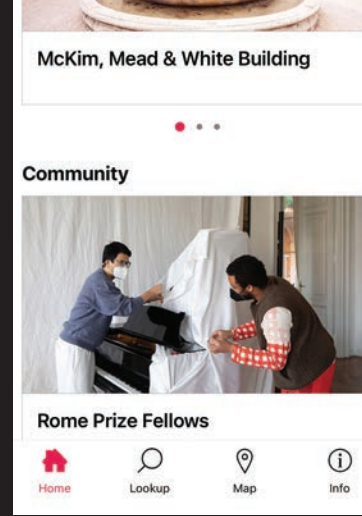 McKim, Mead & White Building
Community
Rome Prize Fellows
Home Lookup Map Info